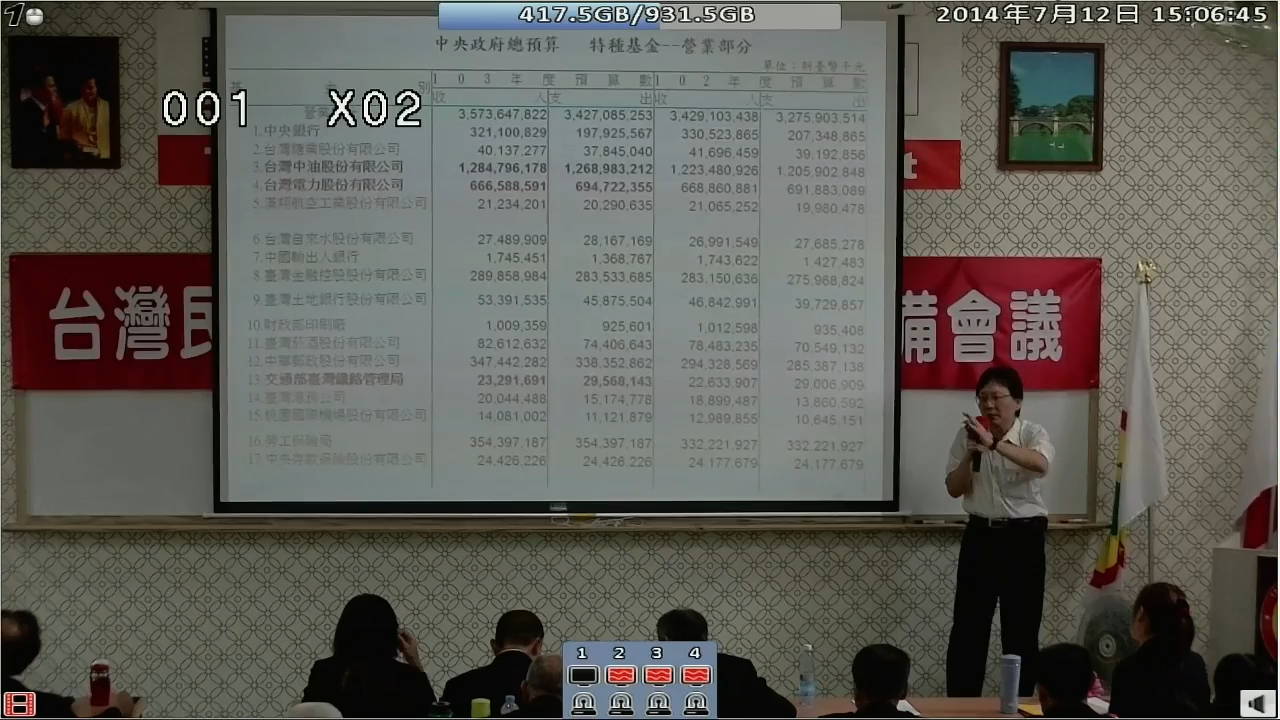 417.5GB/931.5GB
2014年7月12日 15:06:45
001 X02
中央政府總預算 特種基金--營業部分
單位：新臺幣千元
別 103年度預算數 102年度預算數
收入 支出 收入 支出
3,573,647,822 3,427,085,253 3,429,103,438 3,275,903,514
1.中央銀行 321,100,829 197,925,567 330,523,865 207,348,865
2.台灣糖業股份有限公司 40,137,277 37,845,040 41,696,459 39,192,856
3.台灣中油股份有限公司 1,284,796,178 1,268,983,212 1,223,480,926 1,205,902,848
4.台灣電力股份有限公司 666,588,591 694,722,355 668,860,881 691,883,089
5.漢翔航空工業股份有限公司 21,234,201 20,290,635 21,065,252 19,980,478
6.台灣自來水股份有限公司 27,489,909 28,167,169 26,991,549 27,685,278
7.中國輸出入銀行 1,745,451 1,368,767 1,743,622 1,427,483
8.臺灣金融控股股份有限公司 289,858,984 283,533,685 283,150,636 275,968,824
9.臺灣土地銀行股份有限公司 53,391,535 45,875,504 46,842,991 39,729,857
10.財政部印刷廠 1,009,359 925,601 1,012,598 935,408
11.臺灣菸酒股份有限公司 82,612,632 74,406,643 78,483,235 70,549,132
12.中華郵政股份有限公司 347,442,282 338,352,862 294,328,569 285,387,138
13.交通部臺灣鐵路管理局 23,291,691 29,568,143 22,633,907 29,006,909
14.臺灣港務公司 20,044,488 15,174,778 18,899,487 13,860,592
15.桃園國際機場股份有限公司 14,081,002 11,121,879 12,989,855 10,645,151
16.勞工保險局 354,397,187 354,397,187 332,221,927 332,221,927
17.中央存款保險股份有限公司 24,426,226 24,426,226 24,177,679 24,177,679
t
台灣民
備會議
1 2 3 4